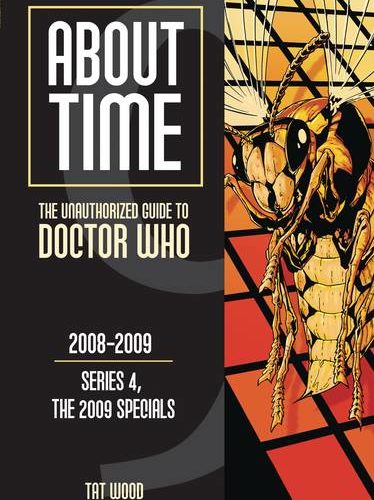 ABOUT
TIME
THE UNAUTHORIZED GUIDE TO
DOCTOR WHO
2008-2009
SERIES 4,
THE 2009 SPECIALS
TAT WOOD